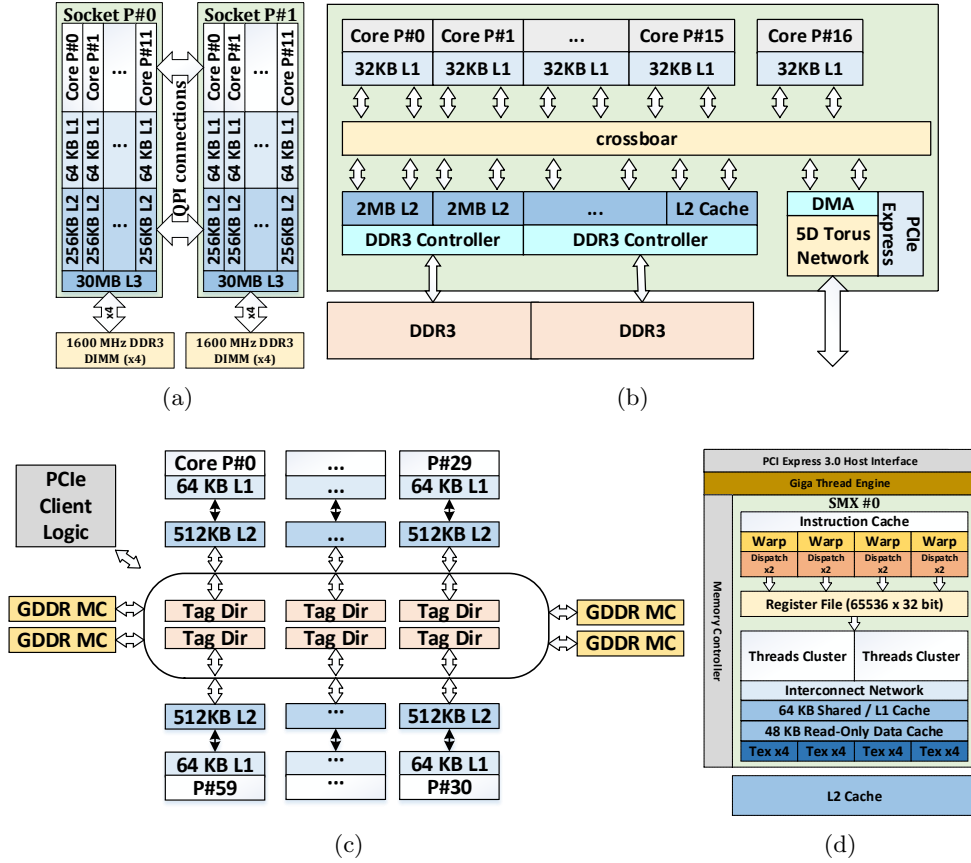 Socket P#0
Socket P#1
Core P#0
Core P#1
...
Core P#11
Core P#0
Core P#1
...
Core P#11
64 KB L1
64 KB L1
...
64 KB L1
64 KB L1
64 KB L1
...
64 KB L1
256KB L2
256KB L2
...
256KB L2
256KB L2
256KB L2
...
256KB L2
QPI connections
30MB L3
30MB L3
x4
x4
1600 MHz DDR3
DIMM (x4)
1600 MHz DDR3
DIMM (x4)
(a)
Core P#0
Core P#1
...
Core P#15
Core P#16
32KB L1
32KB L1
32KB L1
32KB L1
32KB L1
crossboar
2MB L2
2MB L2
...
L2 Cache
DDR3 Controller
DDR3 Controller
DMA
5D Torus
Network
PCIe
Express
DDR3
DDR3
(b)
PCIe
Client
Logic
Core P#0
...
P#29
64 KB L1
...
64 KB L1
512KB L2
...
512KB L2
GDDR MC
GDDR MC
Tag Dir
Tag Dir
Tag Dir
Tag Dir
Tag Dir
Tag Dir
GDDR MC
GDDR MC
512KB L2
...
512KB L2
64 KB L1
...
64 KB L1
P#59
...
P#30
(c)
PCI Express 3.0 Host Interface
Giga Thread Engine
Memory Controller
SMX #0
Instruction Cache
Warp
Warp
Warp
Warp
Dispatch
x2
Dispatch
x2
Dispatch
x2
Dispatch
x2
Register File (65536 x 32 bit)
Threads Cluster
Threads Cluster
Interconnect Network
64 KB Shared / L1 Cache
48 KB Read-Only Data Cache
Tex x4
Tex x4
Tex x4
Tex x4
L2 Cache
(d)